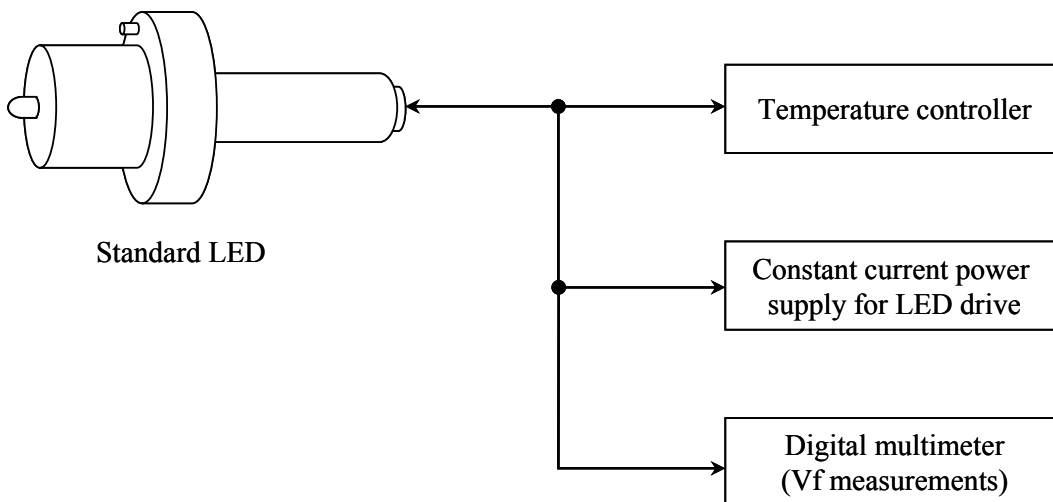 Temperature controller
Standard LED
Constant current power
supply for LED drive
Digital multimeter
(Vf measurements)